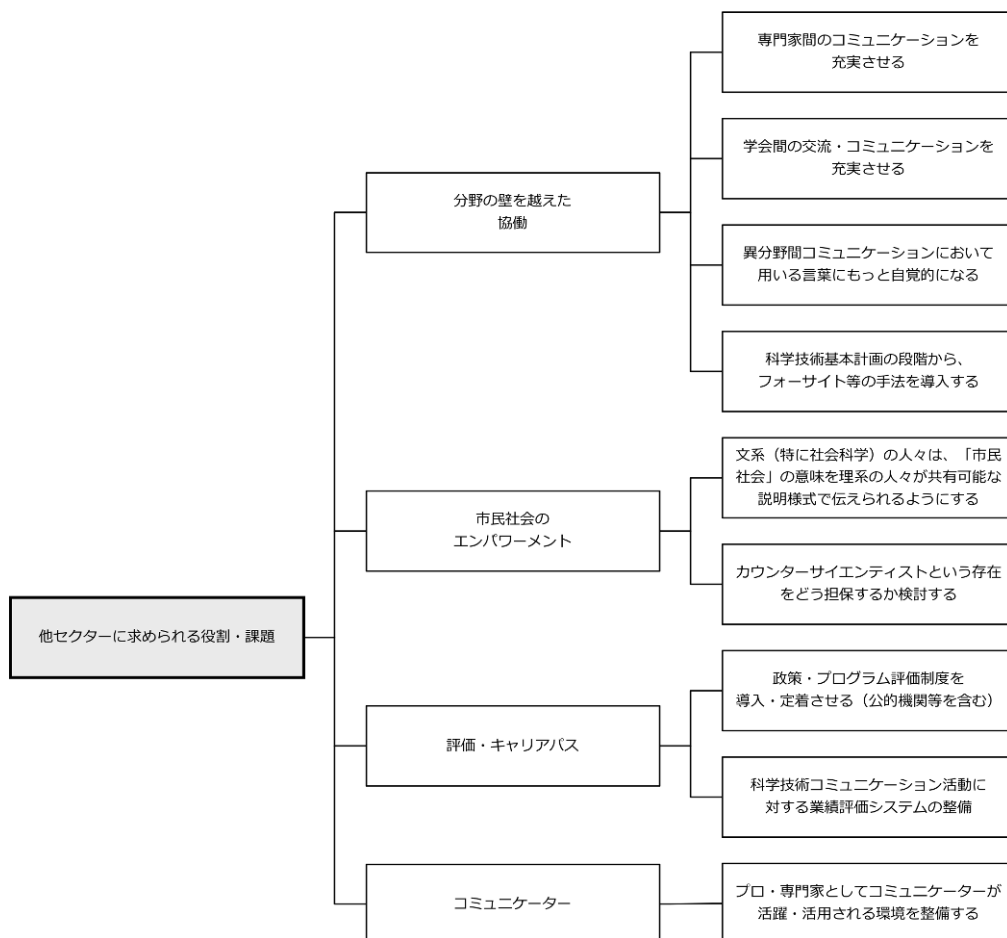 他セクターに求められる役割・課題
分野の壁を越えた
協働
専門家間のコミュニケーションを
充実させる
学会間の交流・コミュニケーションを
充実させる
異分野間コミュニケーションにおいて
用いる言葉にもっと自覚的になる
科学技術基本計画の段階から、
フォーサイト等の手法を導入する
市民社会の
エンパワーメント
文系（特に社会科学）の人々は、「市民
社会」の意味を理系の人々が共有可能な
説明様式で伝えられるようにする
カウンターサイエンティストという存在
をどう担保するか検討する
評価・キャリアパス
政策・プログラム評価制度を
導入・定着させる（公的機関等を含む）
科学技術コミュニケーション活動に
対する業績評価システムの整備
コミュニケーター
プロ・専門家としてコミュニケーターが
活躍・活用される環境を整備する